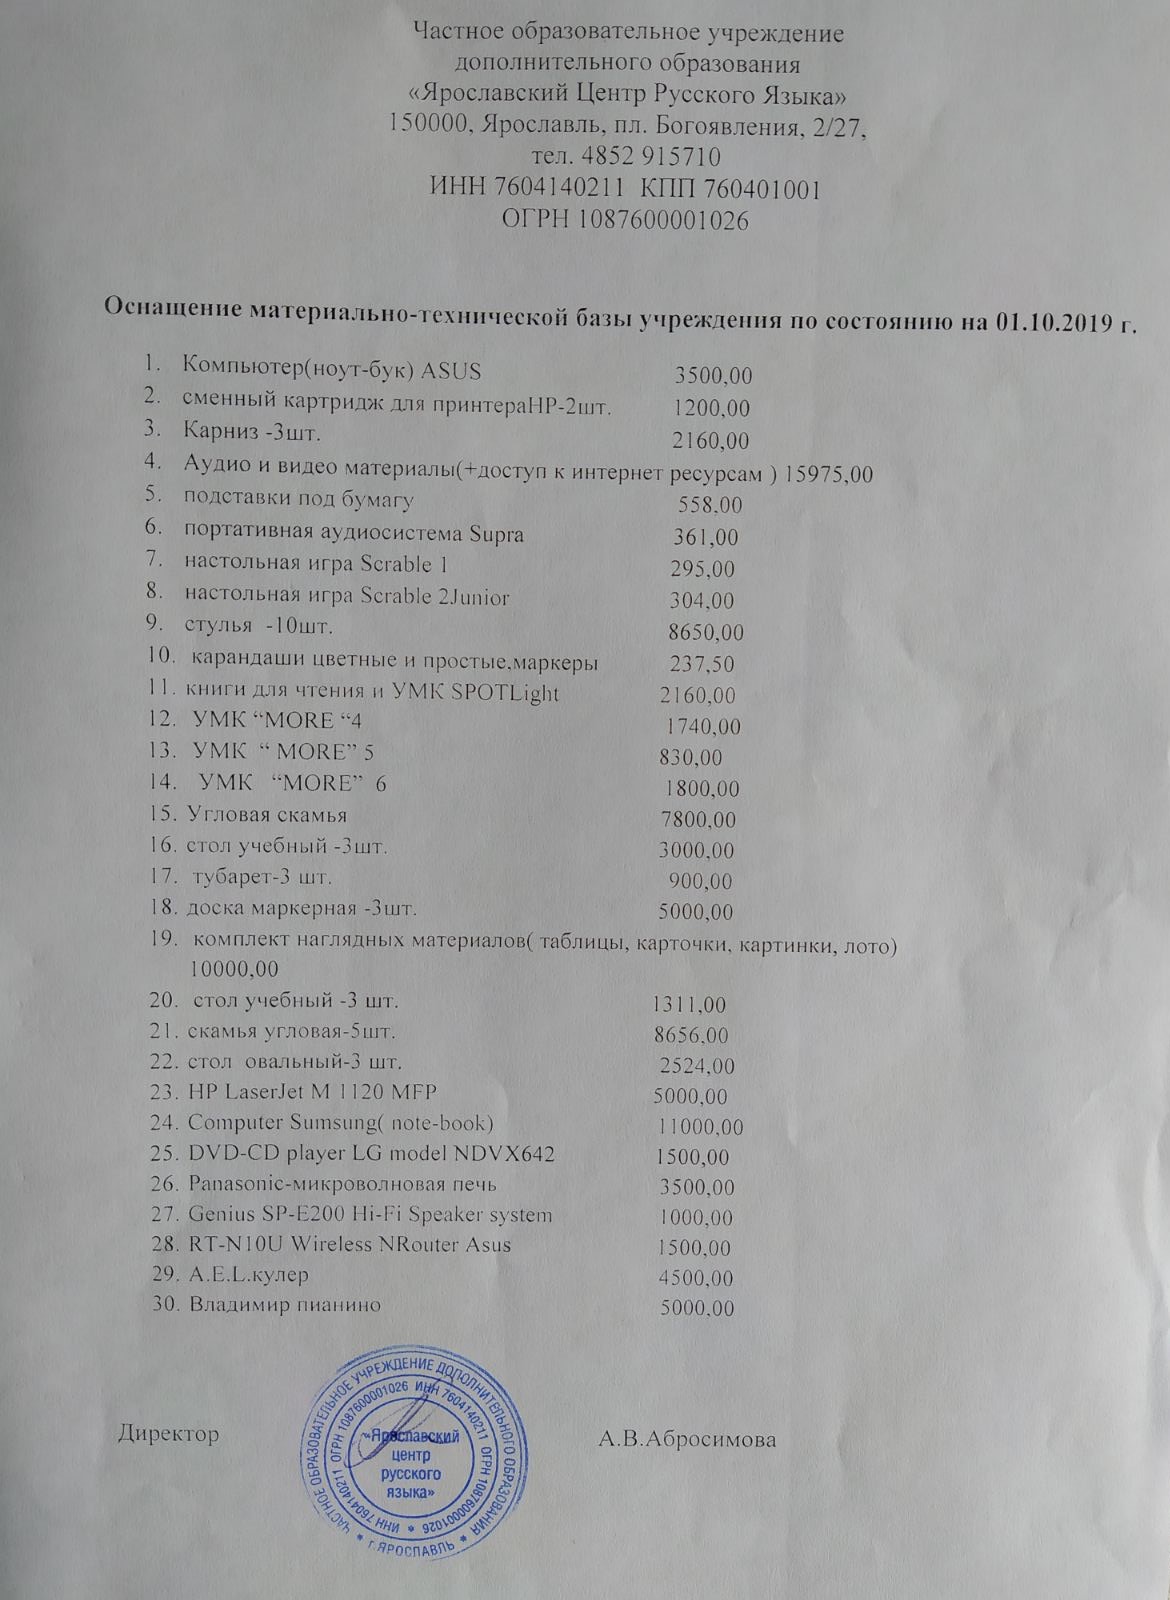 Частное образовательное учреждение
дополнительного образования
«Ярославский Центр Русского Языка»
150000, Ярославль, пл. Богоявления, 2/27,
тел. 4852 915710
ИНН 7604140211 КПП 760401001
ОГРН 1087600001026
Оснащение материально-технической базы учреждения по состоянию на 01.10.2019 г.
1. Компьютер(ноут-бук) ASUS 3500,00
2. сменный картридж для принтераHP-2шт. 1200,00
3. Карниз -3шт. 2160,00
4. Аудио и видео материалы(+доступ к интернет ресурсам ) 15975,00
5. подставки под бумагу 558,00
6. портативная аудиосистема Supra 361,00
7. настольная игра Scrable 1 295,00
8. настольная игра Scrable 2Junior 304,00
9. стулья -10шт. 8650,00
10. карандаши цветные и простые,маркеры 237,50
11. книги для чтения и УМК SPOTLight 2160,00
12. УМК “MORE “4 1740,00
13. УМК “ MORE” 5 830,00
14. УМК “MORE” 6 1800,00
15. Угловая скамья 7800,00
16. стол учебный -3шт. 3000,00
17. тубарет-3 шт. 900,00
18. доска маркерная -3шт. 5000,00
19. комплект наглядных материалов( таблицы, карточки, картинки, лото)
10000,00
20. стол учебный -3 шт. 1311,00
21. скамья угловая-5шт. 8656,00
22. стол овальный-3 шт. 2524,00
23. HP LaserJet M 1120 MFP 5000,00
24. Computer Sumsung( note-book) 11000,00
25. DVD-CD player LG model NDVX642 1500,00
26. Panasonic-микроволновая печь 3500,00
27. Genius SP-E200 Hi-Fi Speaker system 1000,00
28. RT-N10U Wireless NRouter Asus 1500,00
29. A.E.L.кулер 4500,00
30. Владимир пианино 5000,00
Директор А.В.Абросимова
ЧАСТНОЕ ОБРАЗОВАТЕЛЬНОЕ УЧРЕЖДЕНИЕ ДОПОЛНИТЕЛЬНОГО ОБРАЗОВАНИЯ * г.ЯРОСЛАВЛЬ *
ИНН 7604140211 ОГРН 1087600001026 ИНН 7604140211 ОГРН 1087600001026 *
«Ярославский
центр
русского
языка»